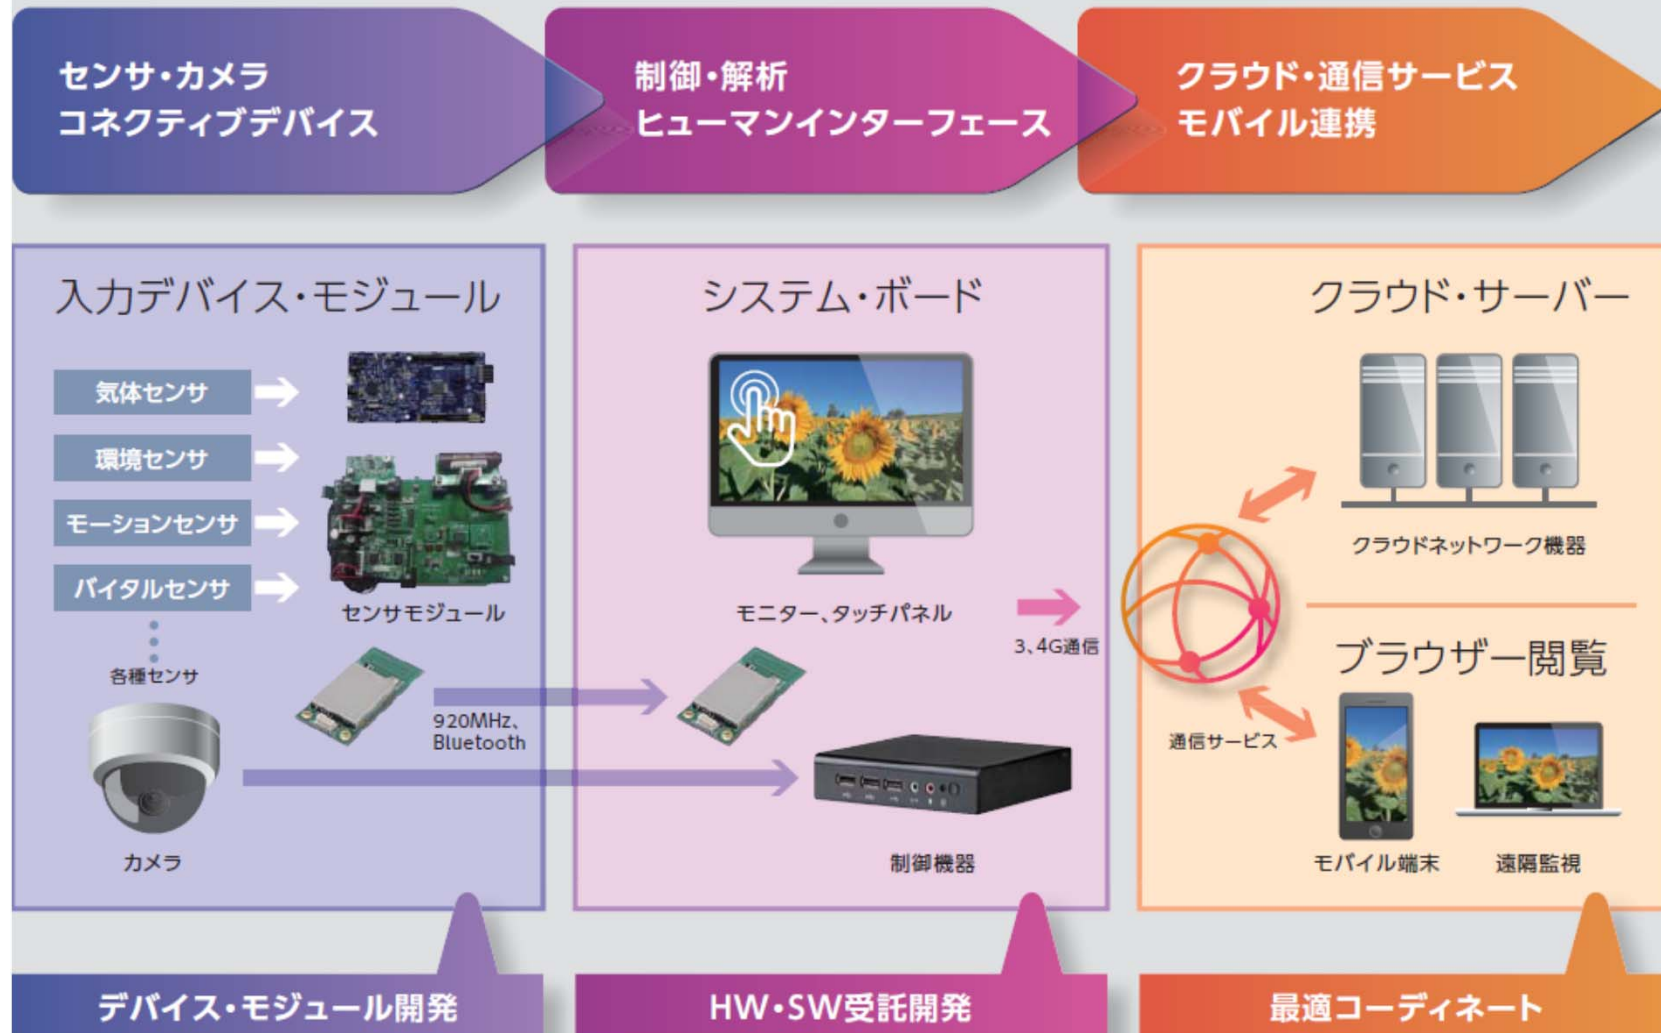 センサ・カメラ
コネクティブデバイス
制御・解析
ヒューマンインターフェース
クラウド・通信サービス
モバイル連携
入力デバイス・モジュール
気体センサ
環境センサ
モーションセンサ
バイタルセンサ
各種センサ
センサモジュール
920MHz、
Bluetooth
カメラ
システム・ボード
モニター、タッチパネル
3、4G通信
制御機器
クラウド・サーバー
クラウドネットワーク機器
ブラウザー閲覧
通信サービス
モバイル端末
遠隔監視
デバイス・モジュール開発
HW・SW受託開発
最適コーディネート